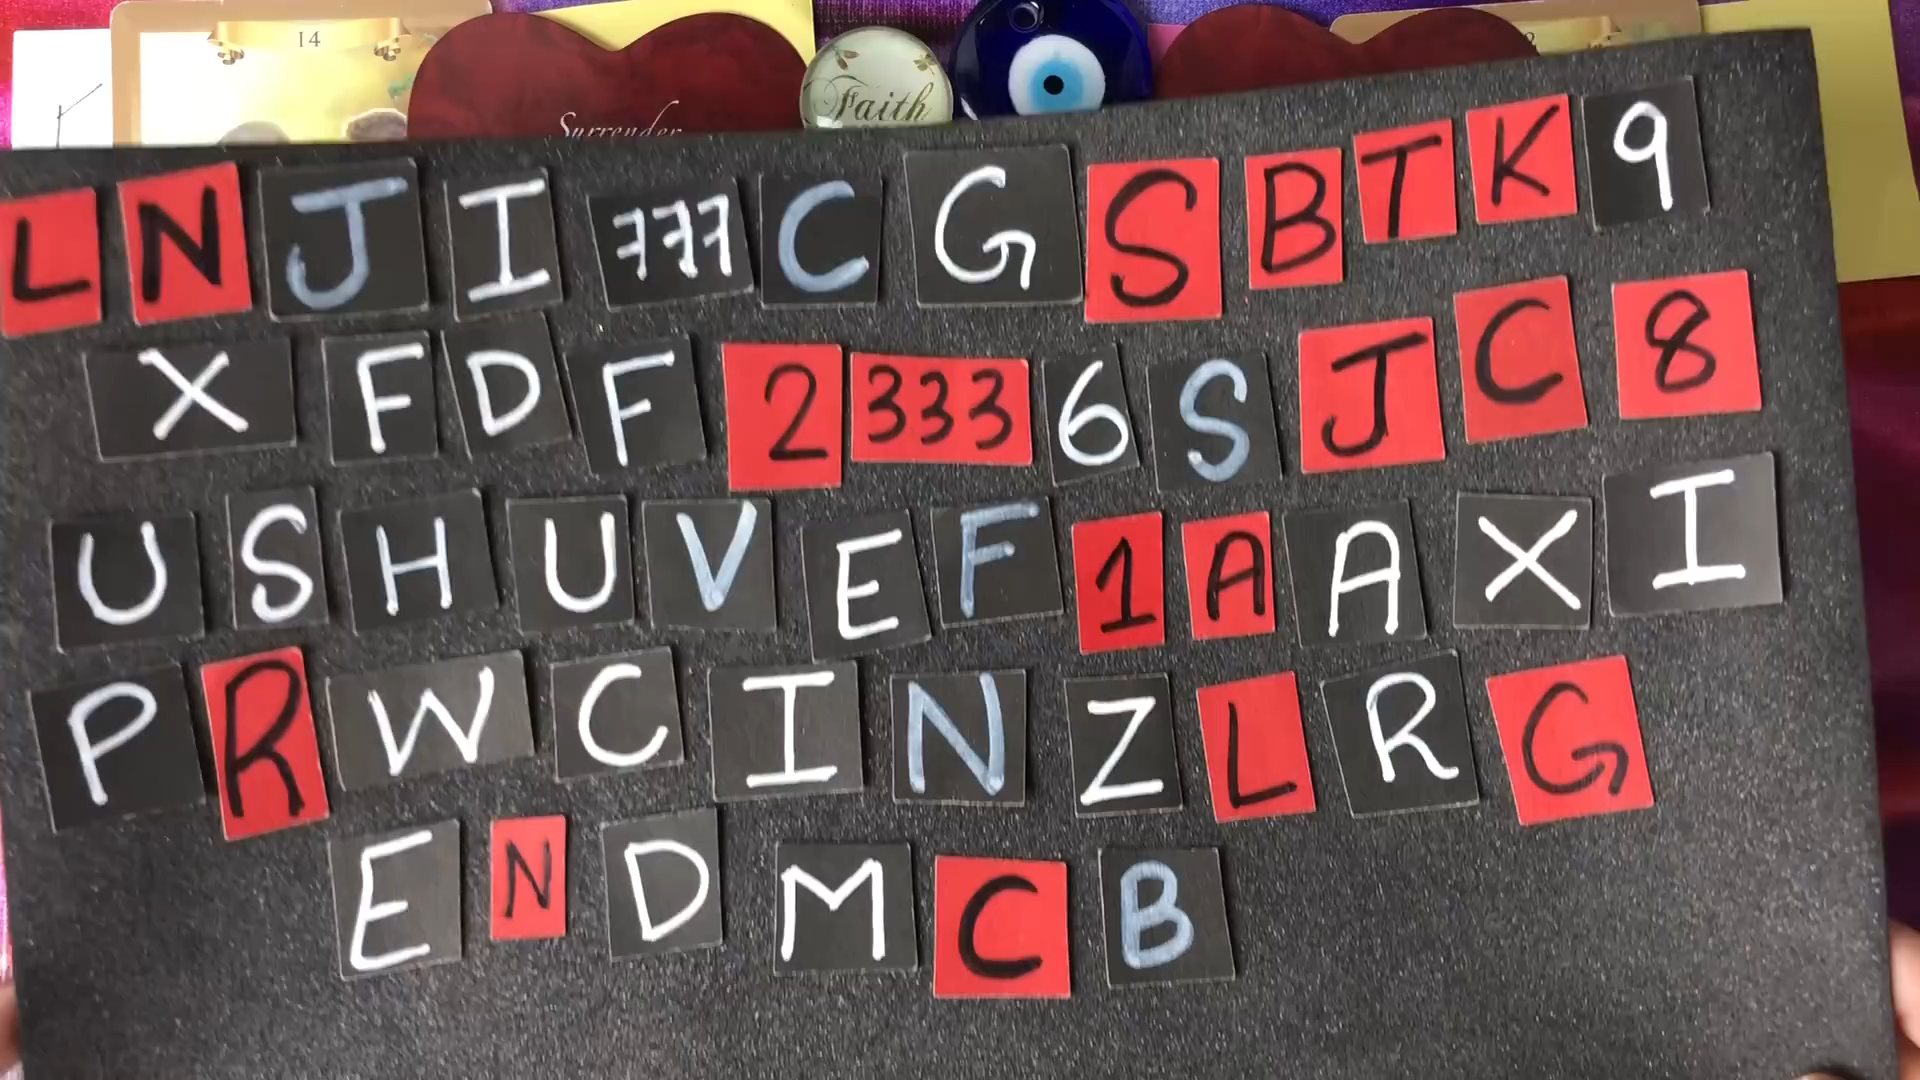 14
Surrender
Faith
L N J I 777 C G S B T K 9
X F D F 2 333 6 S J C 8
U S H U V E F 1 A A X I
P R W C I N Z L R G
E N D M C B